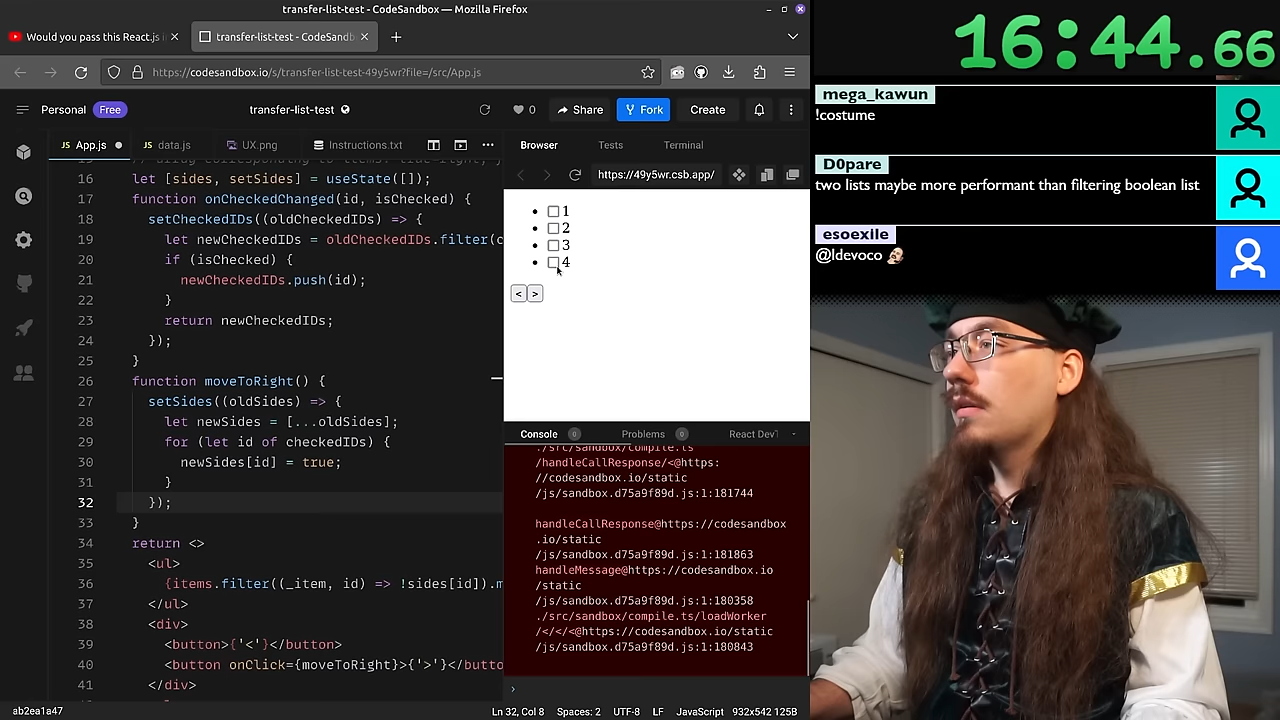 transfer-list-test - CodeSandbox — Mozilla Firefox
Would you pass this React.js
transfer-list-test - CodeSandb
https://codesandbox.io/s/transfer-list-test-49y5wr?file=/src/App.js
Personal Free
transfer-list-test
0
Share
Fork
Create
JS App.js
JS data.js
UX.png
Instructions.txt
16 let [sides, setSides] = useState([]);
17 function onCheckedChanged(id, isChecked) {
18 setCheckedIDs((oldCheckedIDs) => {
19 let newCheckedIDs = oldCheckedIDs.filter(c
20 if (isChecked) {
21 newCheckedIDs.push(id);
22 }
23 return newCheckedIDs;
24 });
25 }
26 function moveToRight() {
27 setSides((oldSides) => {
28 let newSides = [...oldSides];
29 for (let id of checkedIDs) {
30 newSides[id] = true;
31 }
32 });
33 }
34 return <>
35 <ul>
36 {items.filter((_item, id) => !sides[id]).m
37 </ul>
38 <div>
39 <button>{'<'}</button>
40 <button onClick={moveToRight}>{'>'}</butto
41 </div>
ab2ea1a47
Ln 32, Col 8
Spaces: 2
UTF-8
LF
JavaScript
932x542 125B
Browser
Tests
Terminal
https://49y5wr.csb.app/
1
2
3
4
< >
Console 0
Problems 0
React DevT
./src/sandbox/compile.ts
/handleCallResponse/<@https:
//codesandbox.io/static
/js/sandbox.d75a9f89d.js:1:181744
handleCallResponse@https://codesandbox
.io/static
/js/sandbox.d75a9f89d.js:1:181863
handleMessage@https://codesandbox.io
/static
/js/sandbox.d75a9f89d.js:1:180358
./src/sandbox/compile.ts/loadWorker
/</</<@https://codesandbox.io/static
/js/sandbox.d75a9f89d.js:1:180843
16:44.66
mega_kawun
!costume
D0pare
two lists maybe more performant than filtering boolean list
esoexile
@ldevoco